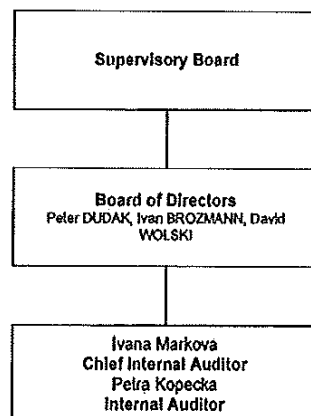 Supervisory Board
Board of Directors
Peter DUDAK, Ivan BROZMANN, David
WOLSKI
Ivana Markova
Chief Internal Auditor
Petra Kopecka
Internal Auditor